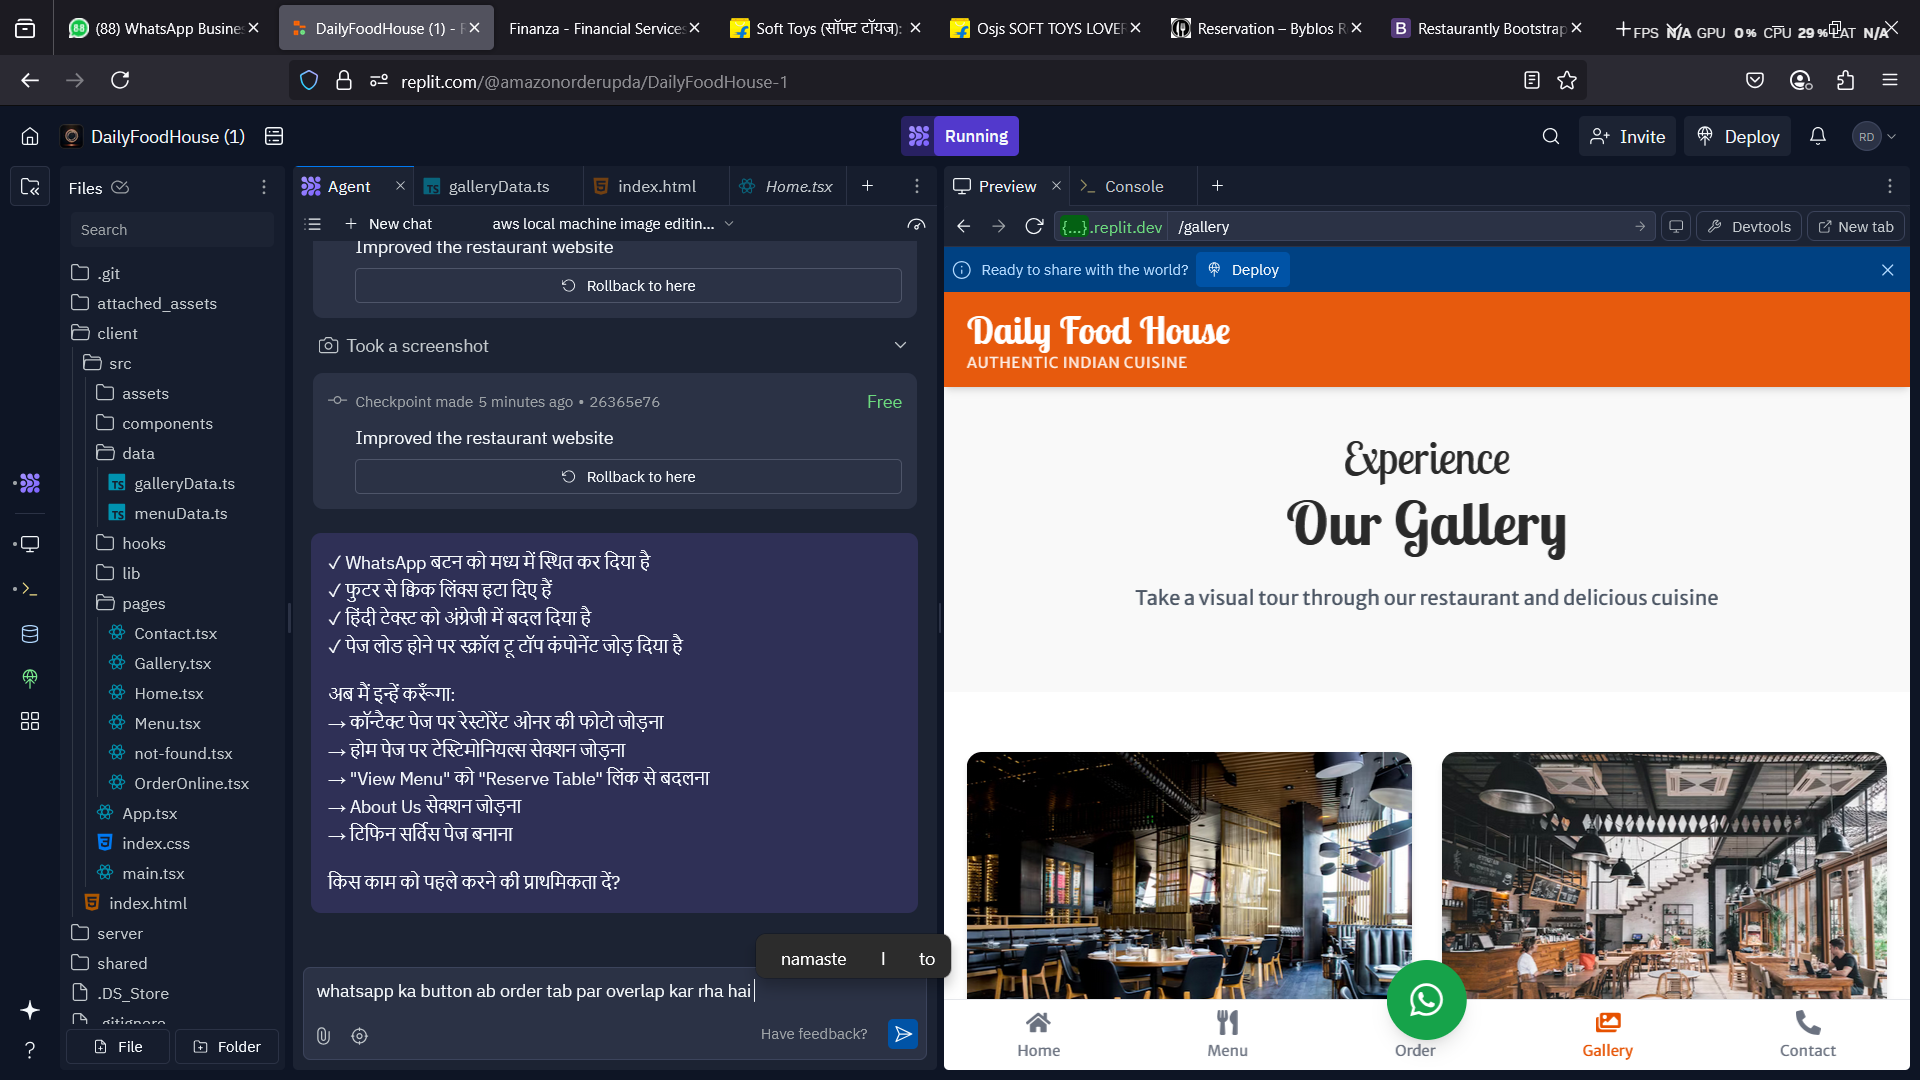 (88) WhatsApp Busine
DailyFoodHouse (1) -
Finanza - Financial Services
Soft Toys (सॉफ्ट टॉयज):
Osjs SOFT TOYS LOVER
Reservation – Byblos R
Restaurantly Bootstrap
FPS N/A GPU 0% CPU 29% LAT N/A
replit.com/@amazonorderupda/DailyFoodHouse-1
DailyFoodHouse (1)
Running
Invite
Deploy
RD
Files
Agent
galleryData.ts
index.html
Home.tsx
Preview
Console
Search
New chat
aws local machine image editin...
{...}.replit.dev
/gallery
Devtools
New tab
.git
attached_assets
client
src
assets
components
data
galleryData.ts
menuData.ts
hooks
lib
pages
Contact.tsx
Gallery.tsx
Home.tsx
Menu.tsx
not-found.tsx
OrderOnline.tsx
App.tsx
index.css
main.tsx
index.html
server
shared
.DS_Store
.gitignore
File
Folder
Improved the restaurant website
Rollback to here
Took a screenshot
Checkpoint made 5 minutes ago • 26365e76
Free
Improved the restaurant website
Rollback to here
✓ WhatsApp बटन को मध्य में स्थित कर दिया है
✓ फुटर से क्विक लिंक्स हटा दिए हैं
✓ हिंदी टेक्स्ट को अंग्रेजी में बदल दिया है
✓ पेज लोड होने पर स्क्रॉल टू टॉप कंपोनेंट जोड़ दिया है
अब मैं इन्हें करूँगा:
→ कॉन्टैक्ट पेज पर रेस्टोरेंट ओनर की फोटो जोड़ना
→ होम पेज पर टेस्टिमोनियल्स सेक्शन जोड़ना
→ "View Menu" को "Reserve Table" लिंक से बदलना
→ About Us सेक्शन जोड़ना
→ टिफिन सर्विस पेज बनाना
किस काम को पहले करने की प्राथमिकता दें?
namaste I to
whatsapp ka button ab order tab par overlap kar rha hai
Have feedback?
Ready to share with the world?
Deploy
Daily Food House
AUTHENTIC INDIAN CUISINE
Experience
Our Gallery
Take a visual tour through our restaurant and delicious cuisine
Home
Menu
Order
Gallery
Contact